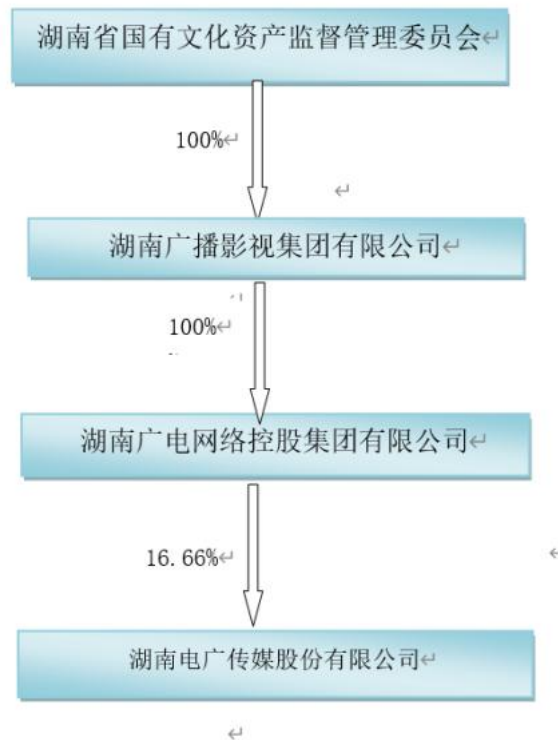 湖南省国有文化资产监督管理委员会
100%
湖南广播影视集团有限公司
100%
湖南广电网络控股集团有限公司
16.66%
湖南电广传媒股份有限公司